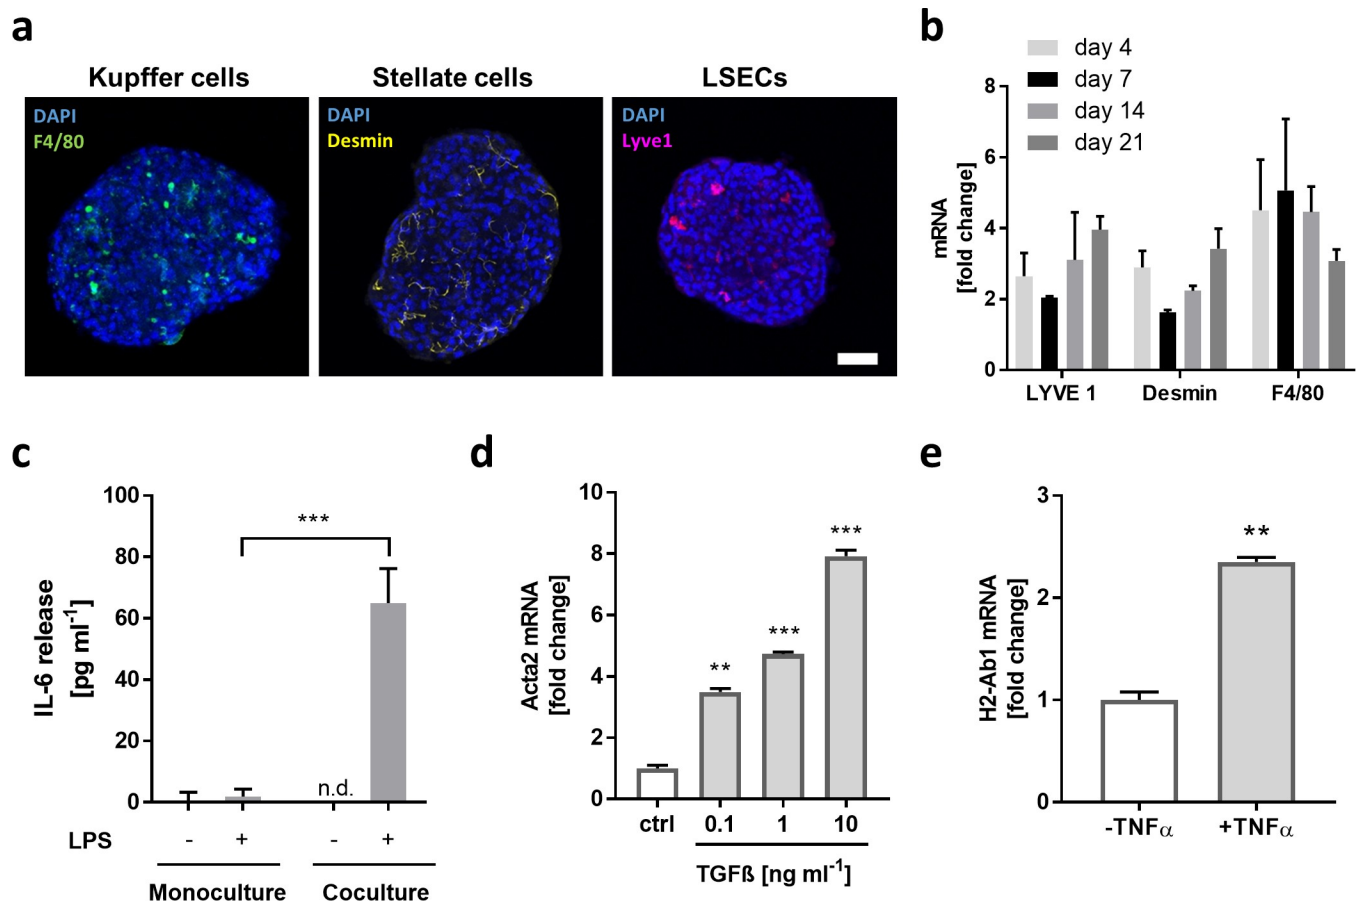 a
Kupffer cells
Stellate cells
LSECs
DAPI
F4/80
DAPI
Desmin
DAPI
Lyve1
b
day 4
day 7
day 14
day 21
mRNA
[fold change]
8
6
4
2
0
LYVE 1
Desmin
F4/80
c
IL-6 release
[pg ml⁻¹]
100
80
60
40
20
0
***
n.d.
LPS - + - +
Monoculture
Coculture
d
Acta2 mRNA
[fold change]
10
8
6
4
2
0
**
***
***
ctrl 0.1 1 10
TGFß [ng ml⁻¹]
e
H2-Ab1 mRNA
[fold change]
3
2
1
0
**
-TNFα +TNFα